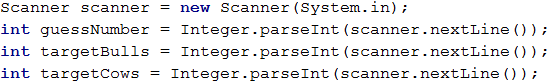 Scanner scanner = new Scanner(System.in);
int guessNumber = Integer.parseInt(scanner.nextLine());
int targetBulls = Integer.parseInt(scanner.nextLine());
int targetCows = Integer.parseInt(scanner.nextLine());